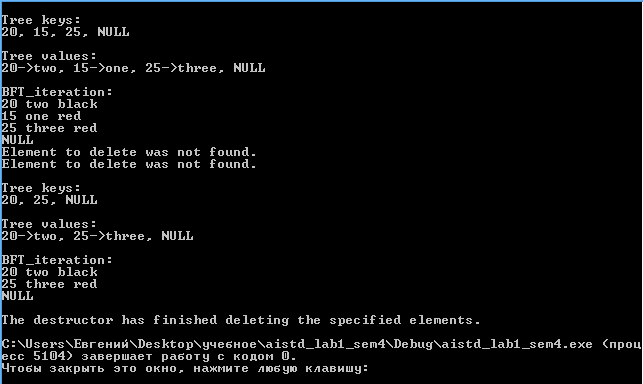 Tree keys:
20, 15, 25, NULL
Tree values:
20->two, 15->one, 25->three, NULL
BFT_iteration:
20 two black
15 one red
25 three red
NULL
Element to delete was not found.
Element to delete was not found.
Tree keys:
20, 25, NULL
Tree values:
20->two, 25->three, NULL
BFT_iteration:
20 two black
25 three red
NULL
The destructor has finished deleting the specified elements.
C:\Users\Евгений\Desktop\учебное\aistd_lab1_sem4\Debug\aistd_lab1_sem4.exe (проц
есс 5104) завершает работу с кодом 0.
Чтобы закрыть это окно, нажмите любую клавишу: